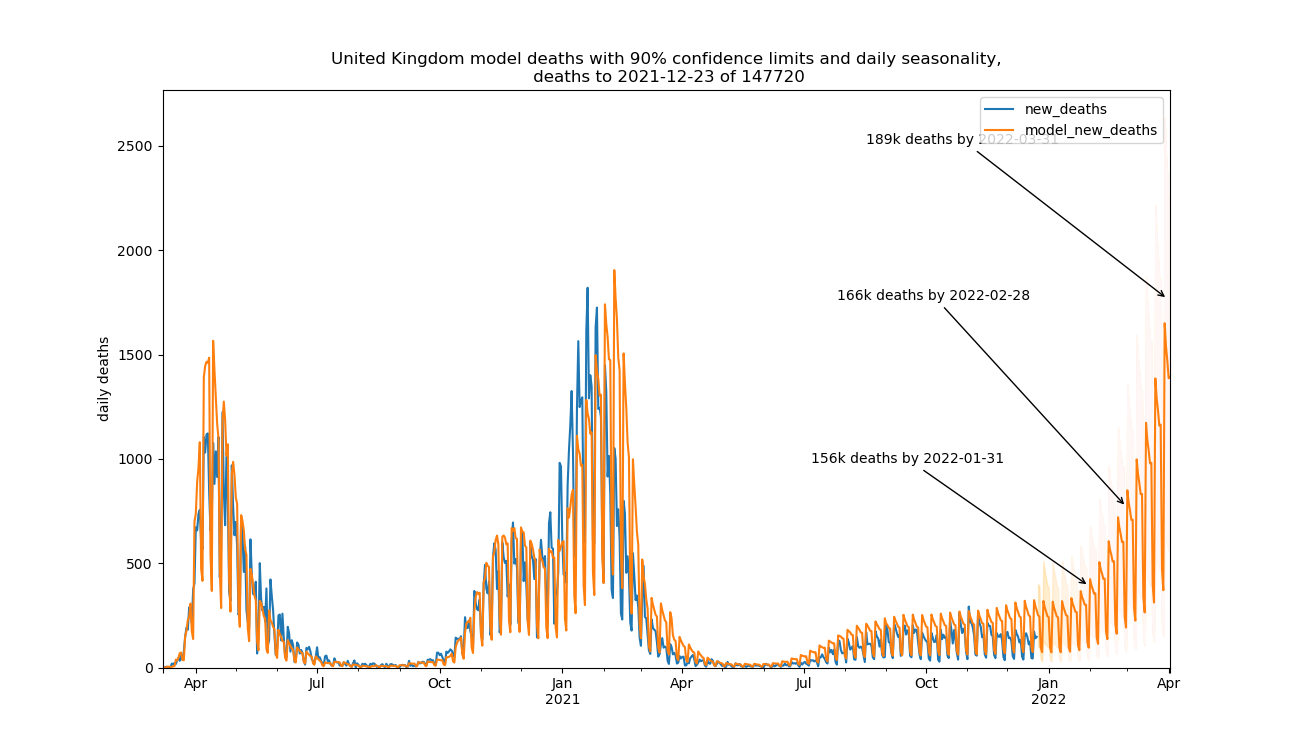 United Kingdom model deaths with 90% confidence limits and daily seasonality,
deaths to 2021-12-23 of 147720
new_deaths
model_new_deaths
189k deaths by 2022-03-31
166k deaths by 2022-02-28
156k deaths by 2022-01-31
daily deaths
2500
2000
1500
1000
500
0
Apr
Jul
Oct
Jan
2021
Apr
Jul
Oct
Jan
2022
Apr